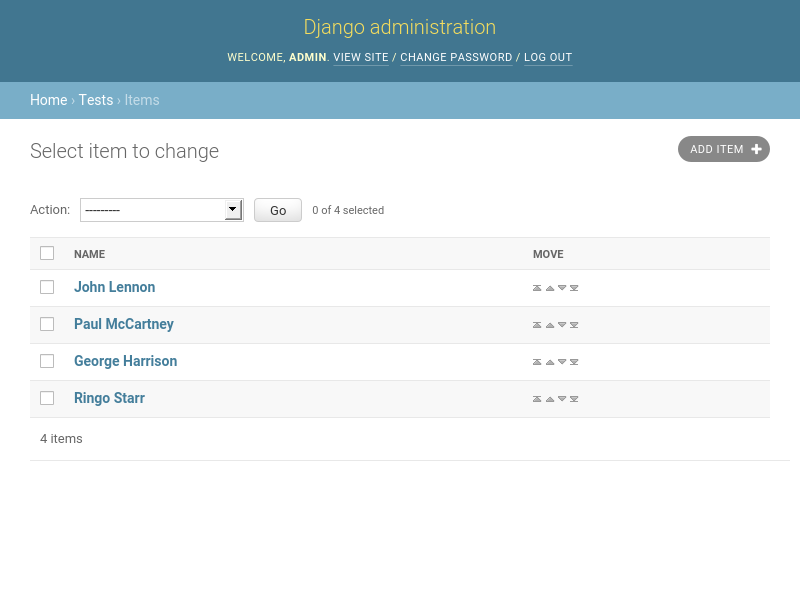 Django administration
WELCOME, ADMIN. VIEW SITE / CHANGE PASSWORD / LOG OUT
Home › Tests › Items
Select item to change
ADD ITEM
Action: --------- Go 0 of 4 selected
NAME MOVE
John Lennon
Paul McCartney
George Harrison
Ringo Starr
4 items